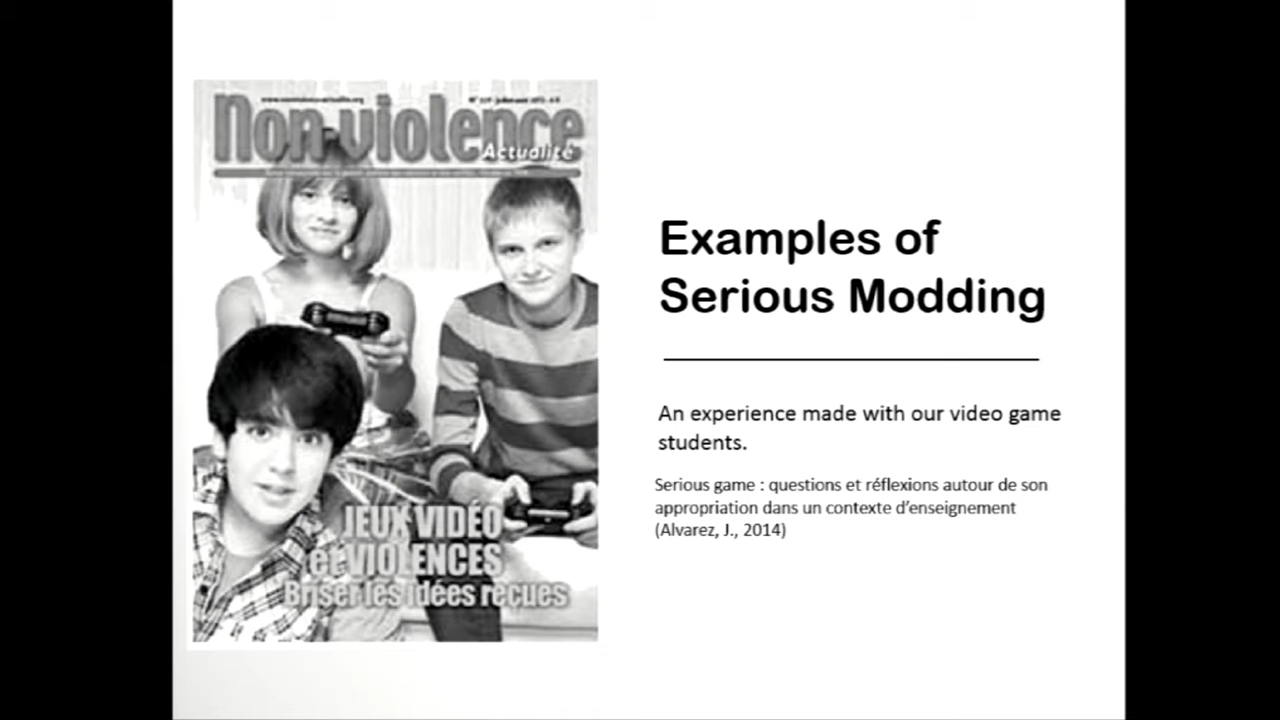 Non-violence
Actualité
JEUX VIDÉO
et VIOLENCES
Briser les idées reçues
Examples of
Serious Modding
An experience made with our video game
students.
Serious game : questions et réflexions autour de son
appropriation dans un contexte d’enseignement
(Alvarez, J., 2014)